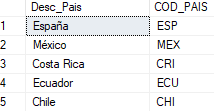 Desc_Pais COD_PAIS
1 España ESP
2 México MEX
3 Costa Rica CRI
4 Ecuador ECU
5 Chile CHI